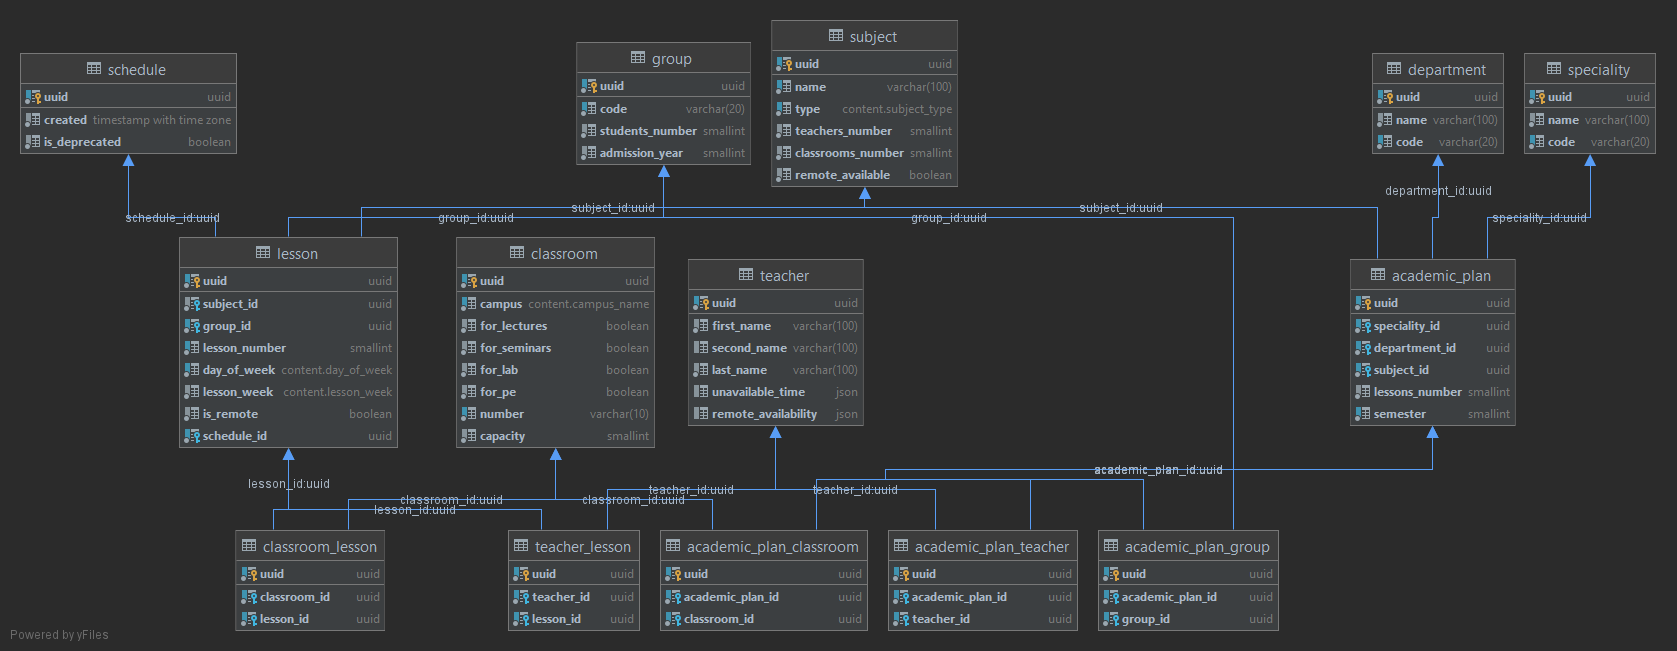 schedule
uuid uuid
created timestamp with time zone
is_deprecated boolean
group
uuid uuid
code varchar(20)
students_number smallint
admission_year smallint
subject
uuid uuid
name varchar(100)
type content.subject_type
teachers_number smallint
classrooms_number smallint
remote_available boolean
department
uuid uuid
name varchar(100)
code varchar(20)
speciality
uuid uuid
name varchar(100)
code varchar(20)
schedule_id:uuid
group_id:uuid
subject_id:uuid
group_id:uuid
subject_id:uuid
department_id:uuid
speciality_id:uuid
lesson
uuid uuid
subject_id uuid
group_id uuid
lesson_number smallint
day_of_week content.day_of_week
lesson_week content.lesson_week
is_remote boolean
schedule_id uuid
classroom
uuid uuid
campus content.campus_name
for_lectures boolean
for_seminars boolean
for_lab boolean
for_pe boolean
number varchar(10)
capacity smallint
teacher
uuid uuid
first_name varchar(100)
second_name varchar(100)
last_name varchar(100)
unavailable_time json
remote_availability json
academic_plan
uuid uuid
speciality_id uuid
department_id uuid
subject_id uuid
lessons_number smallint
semester smallint
lesson_id:uuid
classroom_id:uuid
lesson_id:uuid
teacher_id:uuid
classroom_id:uuid
teacher_id:uuid
academic_plan_id:uuid
classroom_lesson
uuid uuid
classroom_id uuid
lesson_id uuid
teacher_lesson
uuid uuid
teacher_id uuid
lesson_id uuid
academic_plan_classroom
uuid uuid
academic_plan_id uuid
classroom_id uuid
academic_plan_teacher
uuid uuid
academic_plan_id uuid
teacher_id uuid
academic_plan_group
uuid uuid
academic_plan_id uuid
group_id uuid
Powered by yFiles